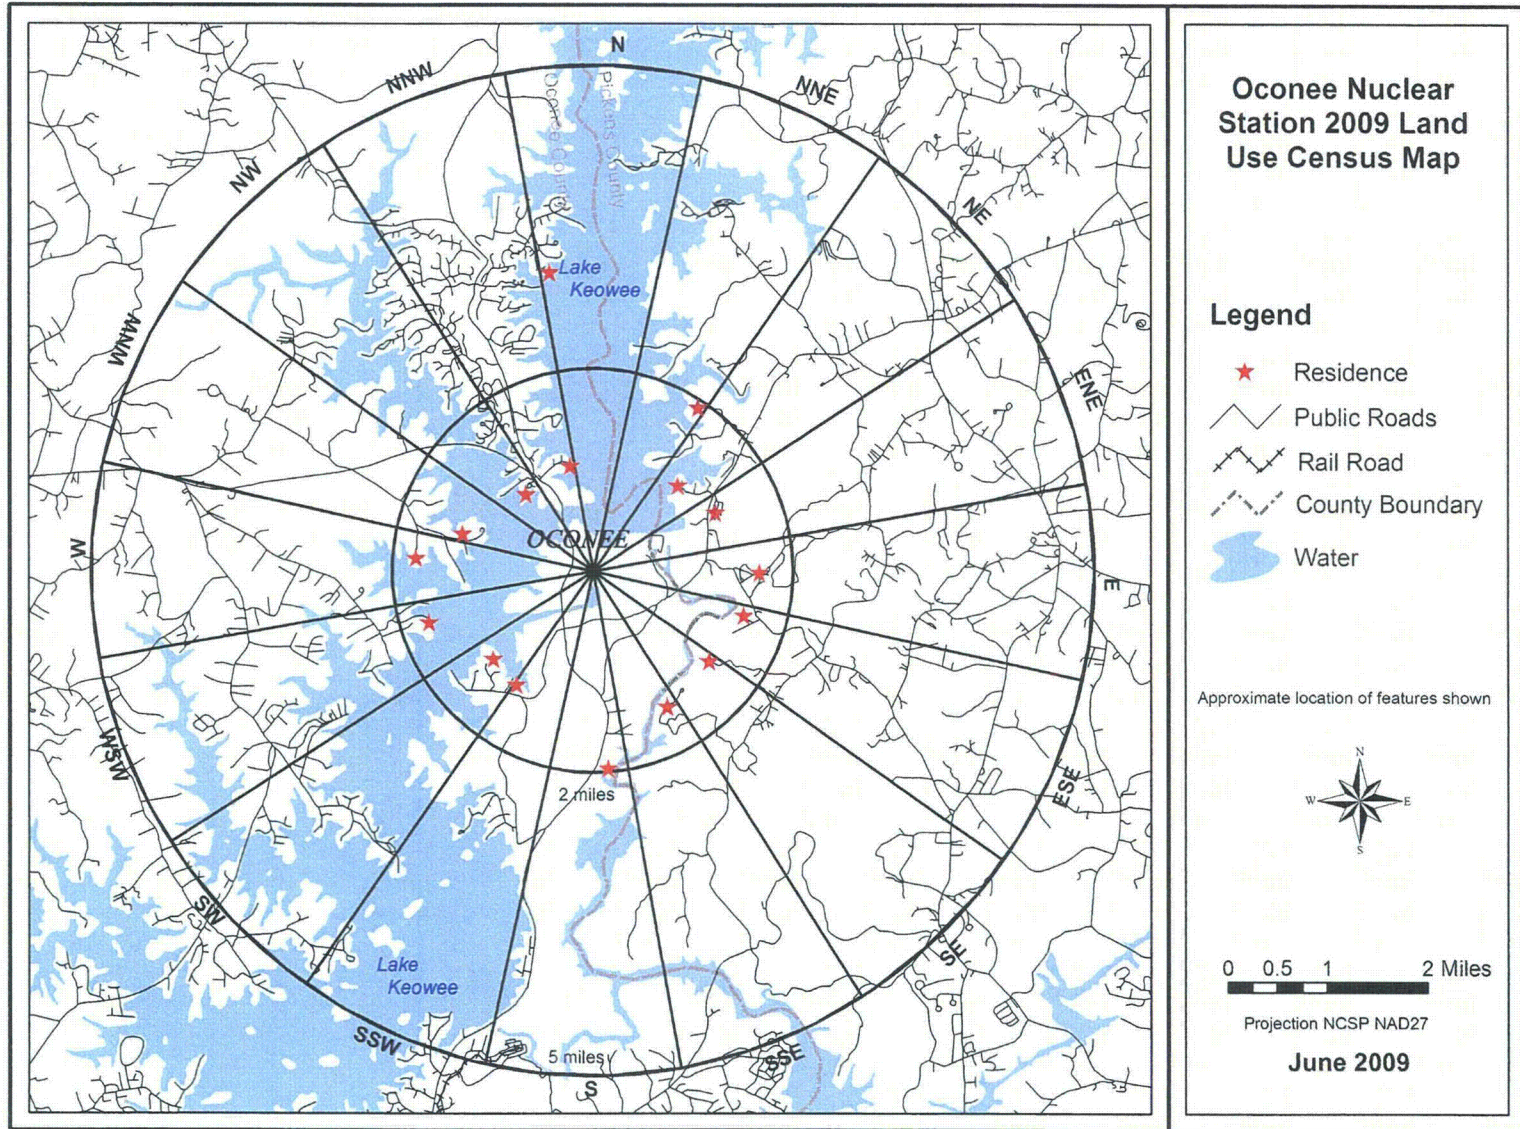 N
NNW
NNE
NW
NE
Oconee County
Pickens County
Lake
Keowee
WNW
ENE
OCONEE
W
E
2 miles
WSW
ESE
SW
SE
Lake
Keowee
SSW
5 miles
SSE
S
Oconee Nuclear
Station 2009 Land
Use Census Map
Legend
Residence
Public Roads
Rail Road
County Boundary
Water
Approximate location of features shown
N
W
E
S
0 0.5 1 2 Miles
Projection NCSP NAD27
June 2009